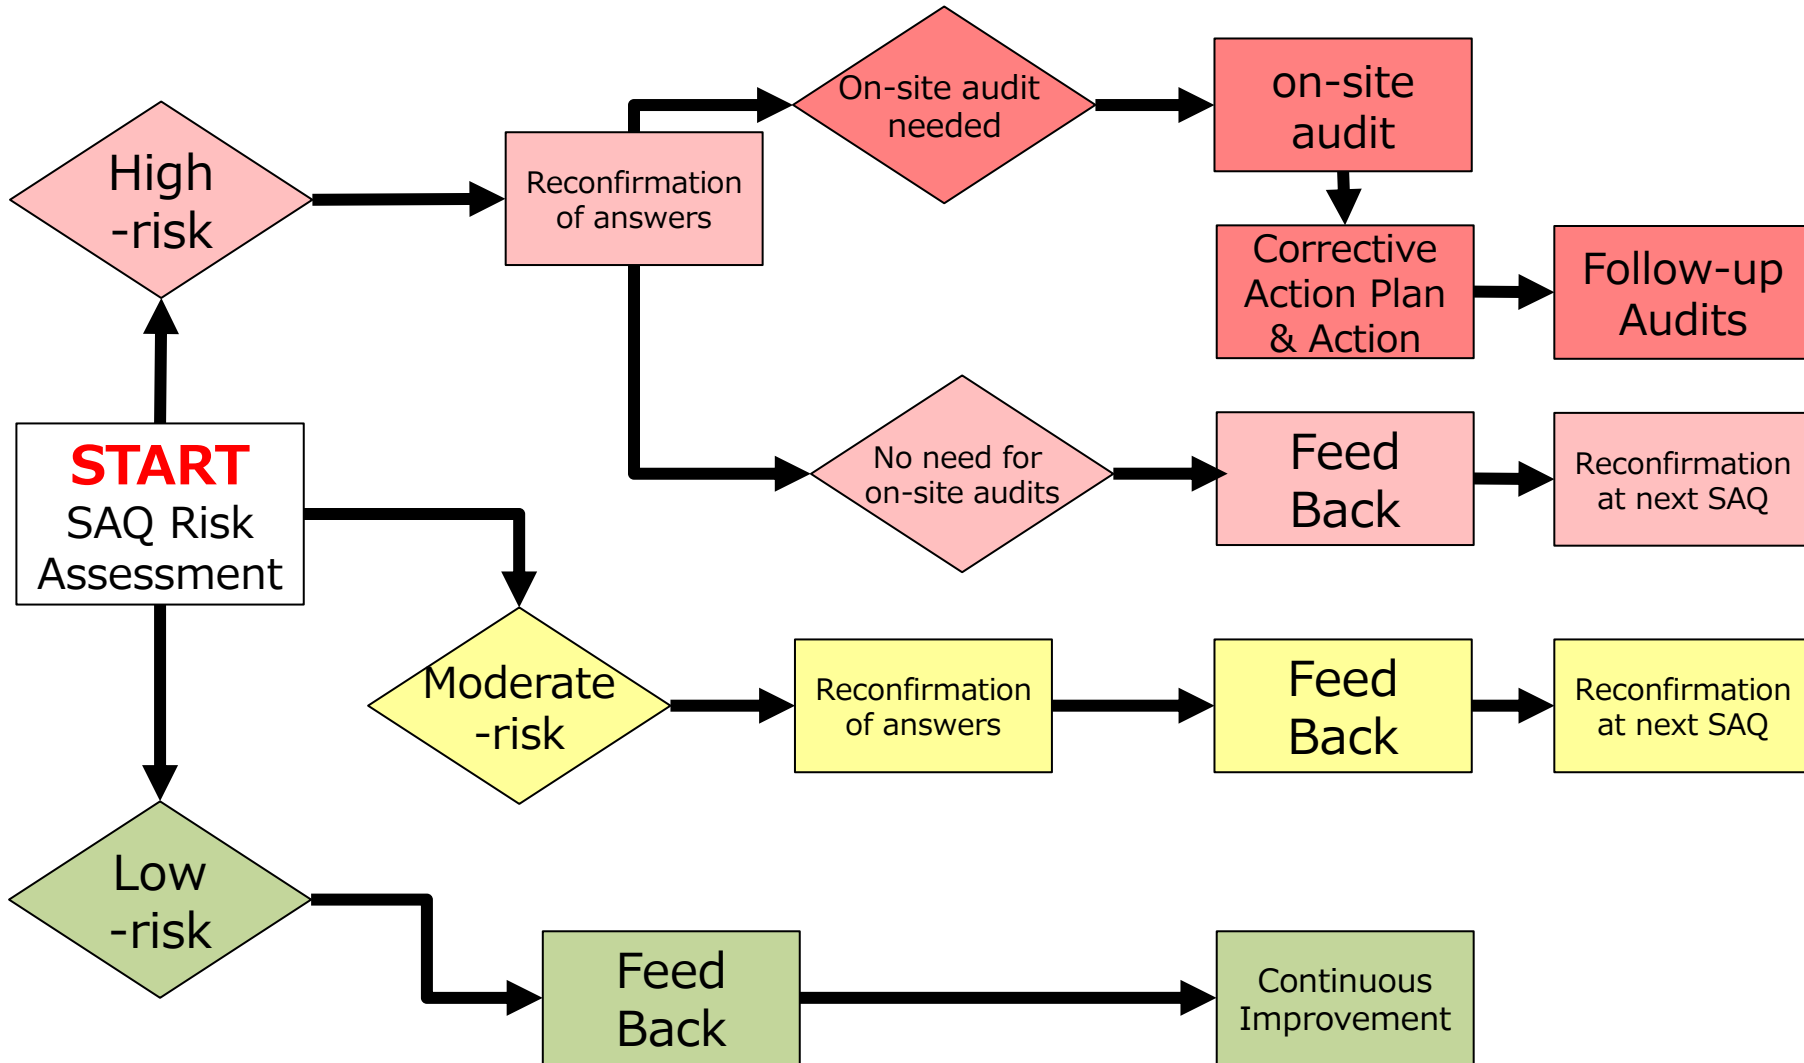 On-site audit
needed
on-site
audit
High
-risk
Reconfirmation
of answers
Corrective
Action Plan
& Action
Follow-up
Audits
START
SAQ Risk
Assessment
No need for
on-site audits
Feed
Back
Reconfirmation
at next SAQ
Moderate
-risk
Reconfirmation
of answers
Feed
Back
Reconfirmation
at next SAQ
Low
-risk
Feed
Back
Continuous
Improvement